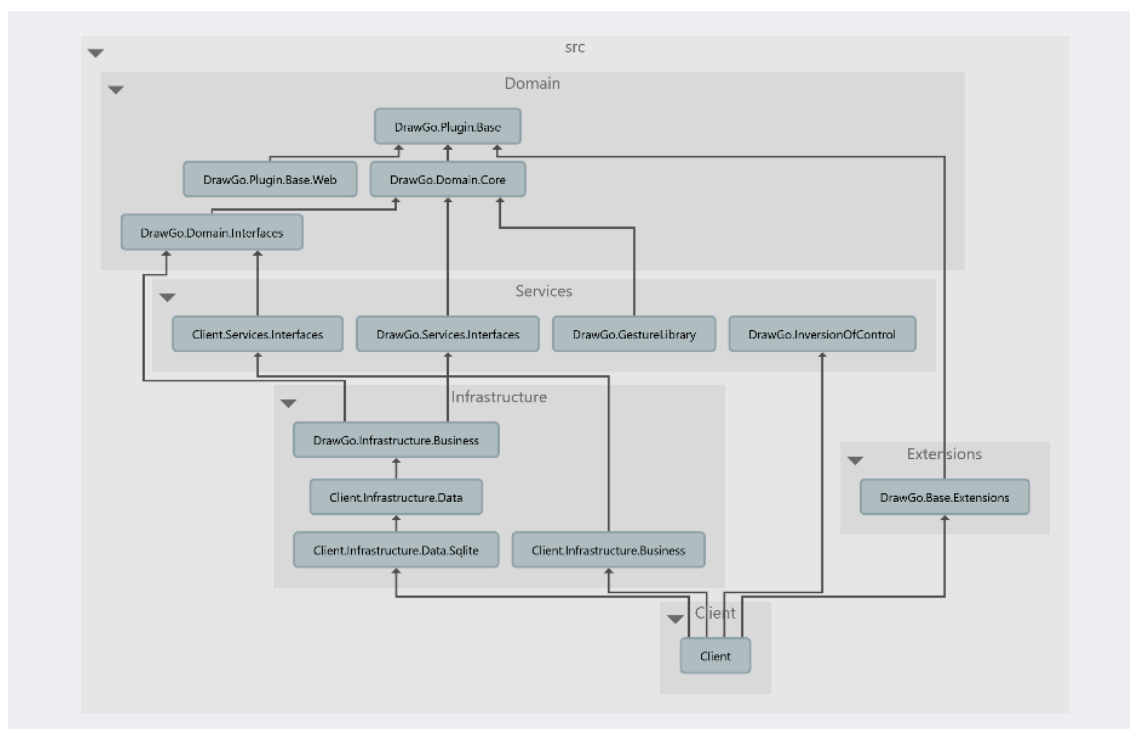 src
Domain
DrawGo.Plugin.Base
DrawGo.Plugin.Base.Web
DrawGo.Domain.Core
DrawGo.Domain.Interfaces
Services
Client.Services.Interfaces
DrawGo.Services.Interfaces
DrawGo.GestureLibrary
DrawGo.InversionOfControl
Infrastructure
DrawGo.Infrastructure.Business
Extensions
Client.Infrastructure.Data
DrawGo.Base.Extensions
Client.Infrastructure.Data.Sqlite
Client.Infrastructure.Business
Client
Client